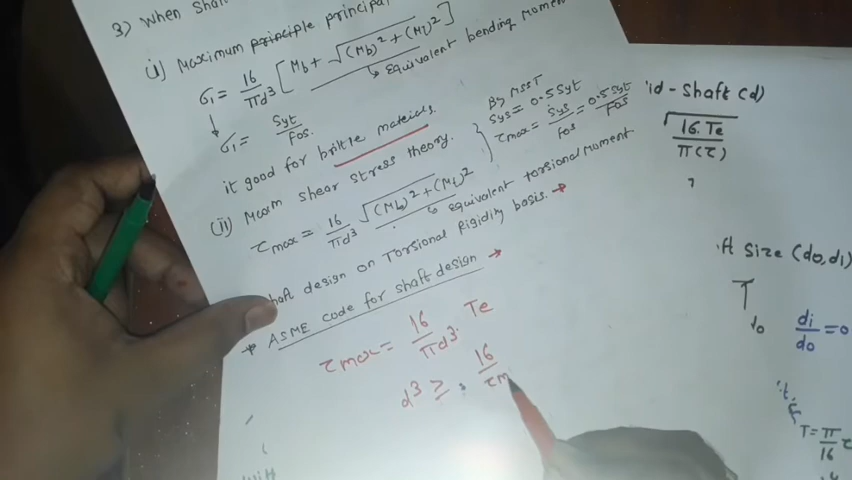 3) When Shaf
(i) Maximum principle principal
σ₁ = 16/πd³ [Mb + √(Mb)²+(Mt)²]
↳ Equivalent bending Moment
σ₁ = Syt/Fos.
it good for brittle materials.
(ii) Maxm shear stress theory.
By MSST
Sys = 0.5 Syt
τmax = Sys/Fos = 0.5 Syt/Fos
τmax = 16/πd³ √(Mb)²+(Mt)²
↳ equivalent torsional moment
haft design on Torsional Rigidity basis. →
* ASME code for shaft design →
τmax = 16/πd³ . Te
d³ ≥ . 16/τm
id - Shaft (d)
16.Te/π(τ)
ft Size (do, di)
di/do = 0
T = π/16 τ